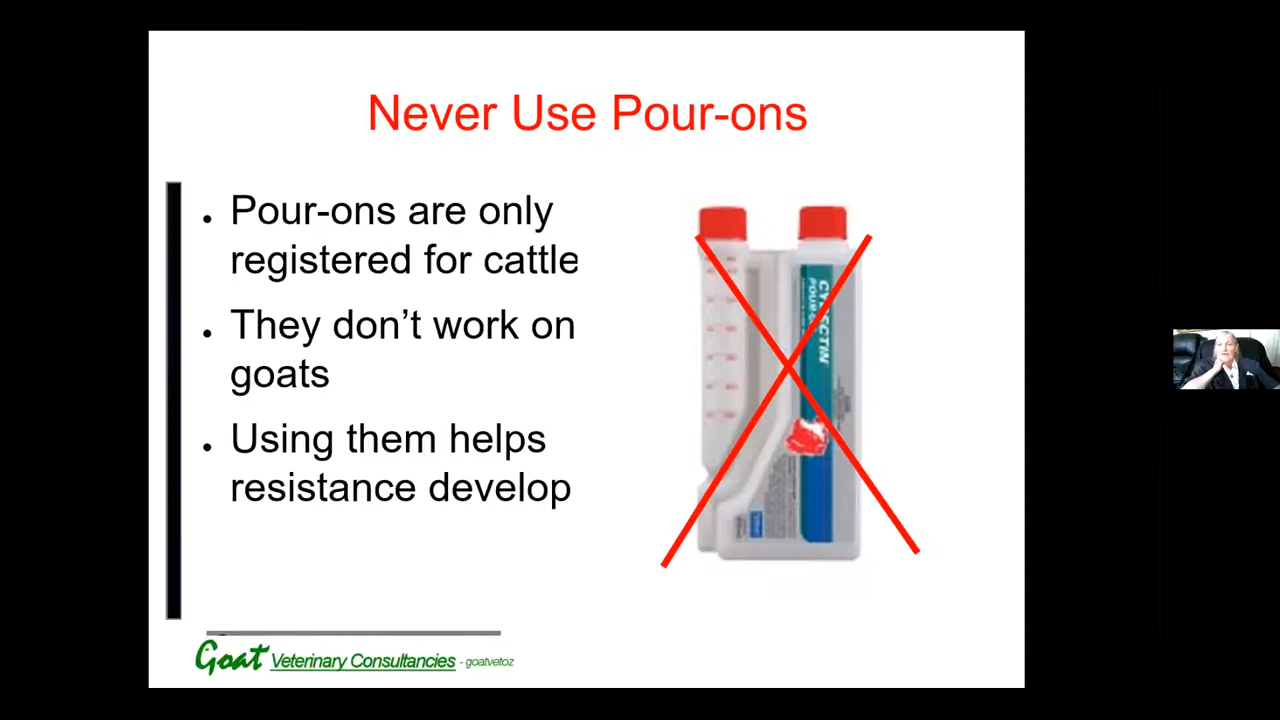 Never Use Pour-ons
Pour-ons are only
registered for cattle
They don’t work on
goats
Using them helps
resistance develop
Goat Veterinary Consultancies - goatvetoz